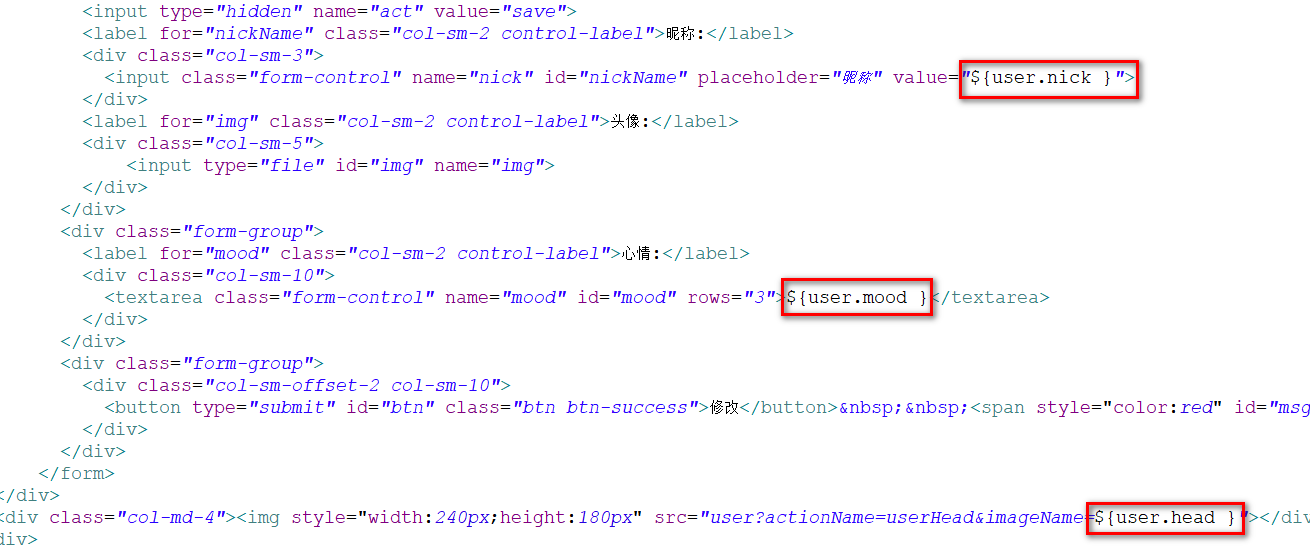 <input type="hidden" name="act" value="save">
<label for="nickName" class="col-sm-2 control-label">昵称:</label>
<div class="col-sm-3">
<input class="form-control" name="nick" id="nickName" placeholder="昵称" value="${user.nick }">
</div>
<label for="img" class="col-sm-2 control-label">头像:</label>
<div class="col-sm-5">
<input type="file" id="img" name="img">
</div>
</div>
<div class="form-group">
<label for="mood" class="col-sm-2 control-label">心情:</label>
<div class="col-sm-10">
<textarea class="form-control" name="mood" id="mood" rows="3">${user.mood }</textarea>
</div>
</div>
<div class="form-group">
<div class="col-sm-offset-2 col-sm-10">
<button type="submit" id="btn" class="btn btn-success">修改</button>&nbsp;&nbsp;<span style="color:red" id="msg
</div>
</div>
</form>
</div>
<div class="col-md-4"><img style="width:240px;height:180px" src="user?actionName=userHead&imageName=${user.head }"></div
div>